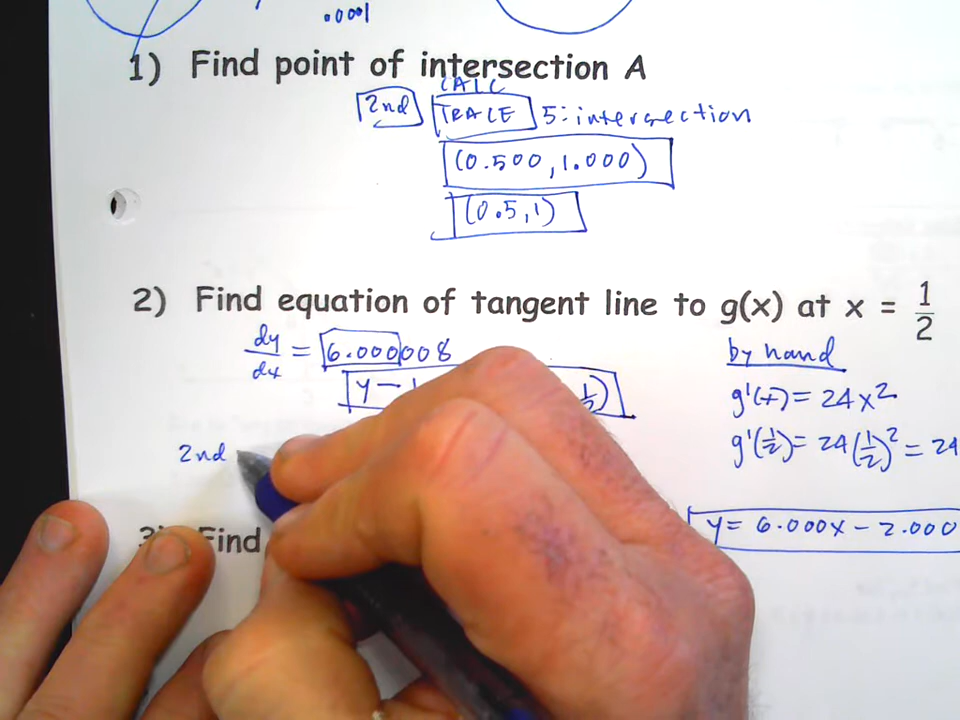 .0001
1) Find point of intersection A
CALC
2nd TRACE 5: intersection
(0.500, 1.000)
(0.5, 1)
2) Find equation of tangent line to g(x) at x = 1/2
dy/dx = 6.000008
by hand
y - 1
g'(x) = 24x²
2nd
g'(1/2) = 24(1/2)² = 24
y = 6.000x - 2.000
Find